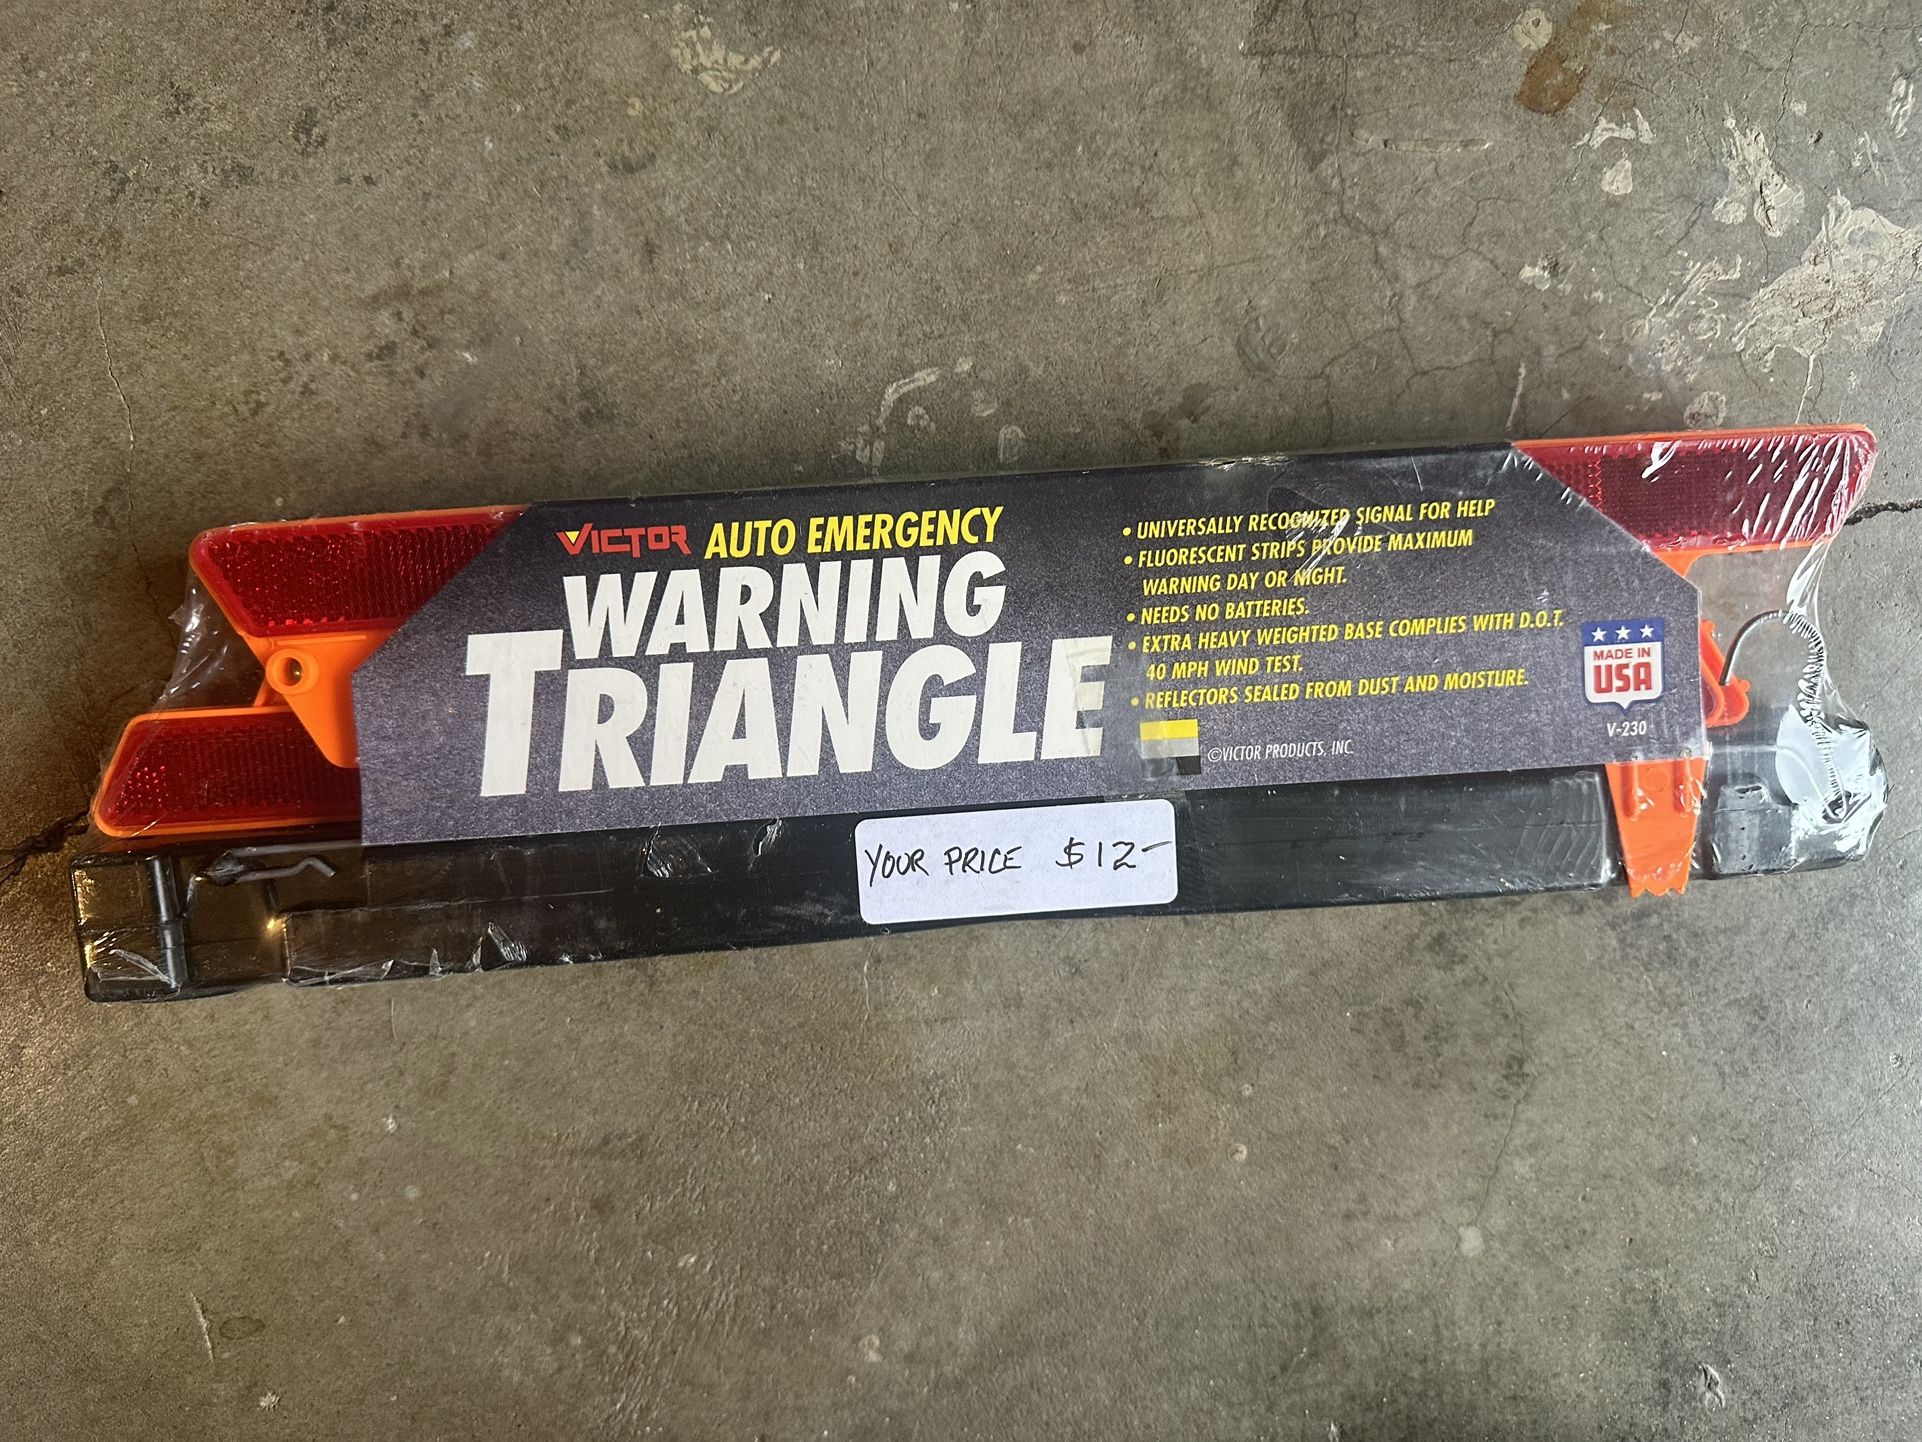 VICTOR AUTO EMERGENCY
WARNING
TRIANGLE
• UNIVERSALLY RECOGNIZED SIGNAL FOR HELP
• FLUORESCENT STRIPS PROVIDE MAXIMUM
WARNING DAY OR NIGHT.
• NEEDS NO BATTERIES.
• EXTRA HEAVY WEIGHTED BASE COMPLIES WITH D.O.T.
40 MPH WIND TEST.
• REFLECTORS SEALED FROM DUST AND MOISTURE.
©VICTOR PRODUCTS, INC.
MADE IN
USA
V-230
YOUR PRICE $12-